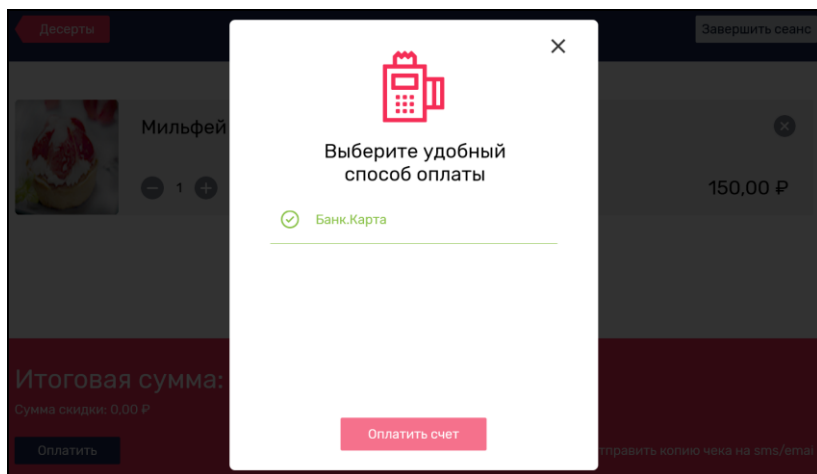 Десерты
Завершить сеанс
Мильфей
1
150,00 ₽
Выберите удобный
способ оплаты
Банк.Карта
Итоговая сумма:
Сумма скидки: 0.00 ₽
Оплатить
Оплатить счет
копию чека на sms/emai